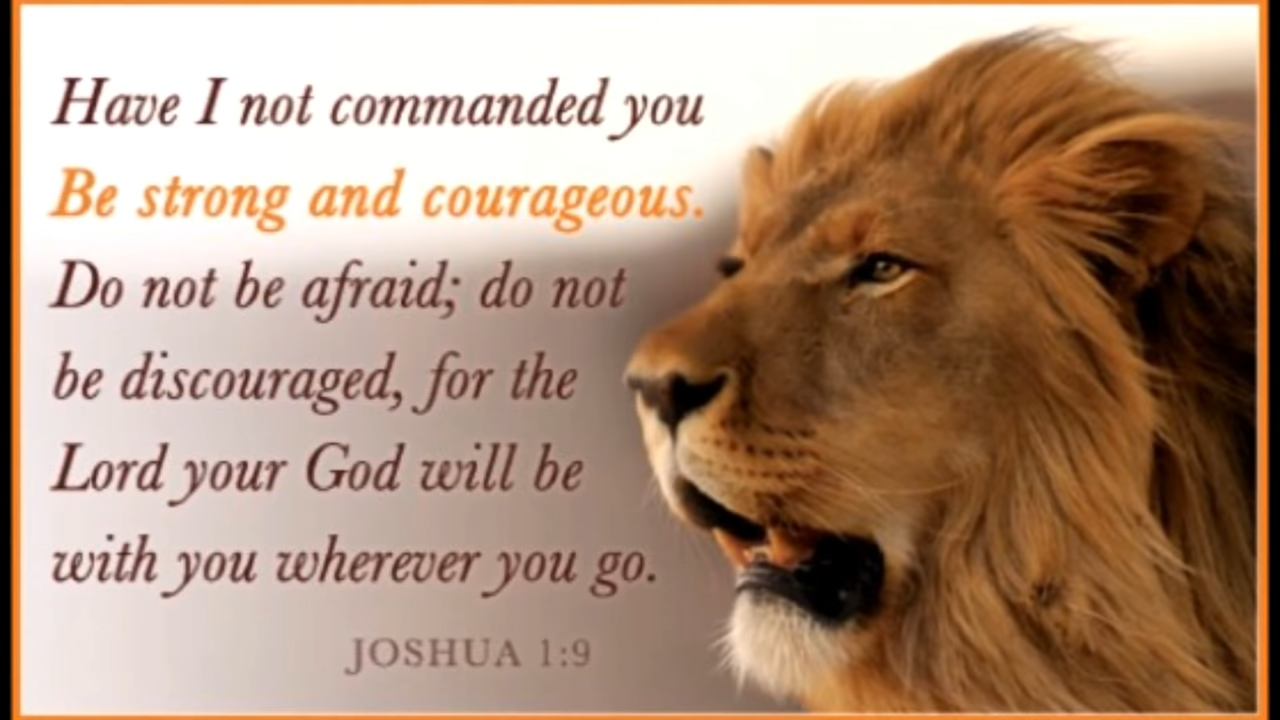 Have I not commanded you
Be strong and courageous.
Do not be afraid; do not
be discouraged, for the
Lord your God will be
with you wherever you go.
JOSHUA 1:9